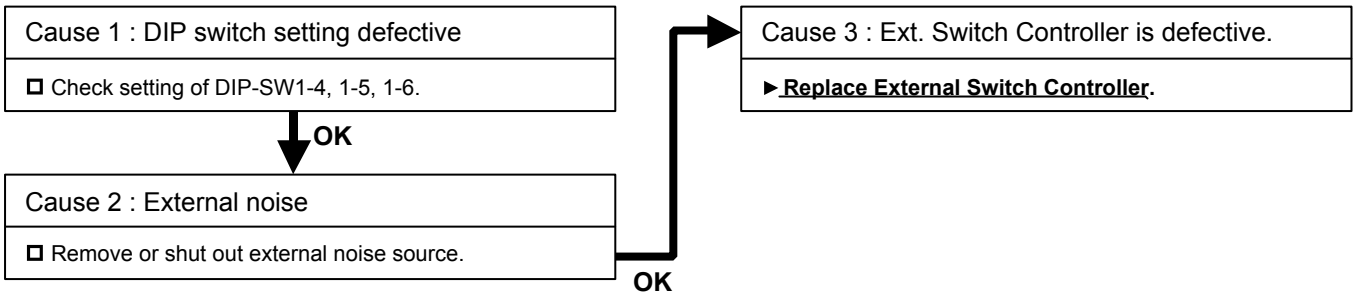 Cause 1 : DIP switch setting defective
☐ Check setting of DIP-SW1-4, 1-5, 1-6.
OK
Cause 2 : External noise
☐ Remove or shut out external noise source.
OK
Cause 3 : Ext. Switch Controller is defective.
► Replace External Switch Controller.